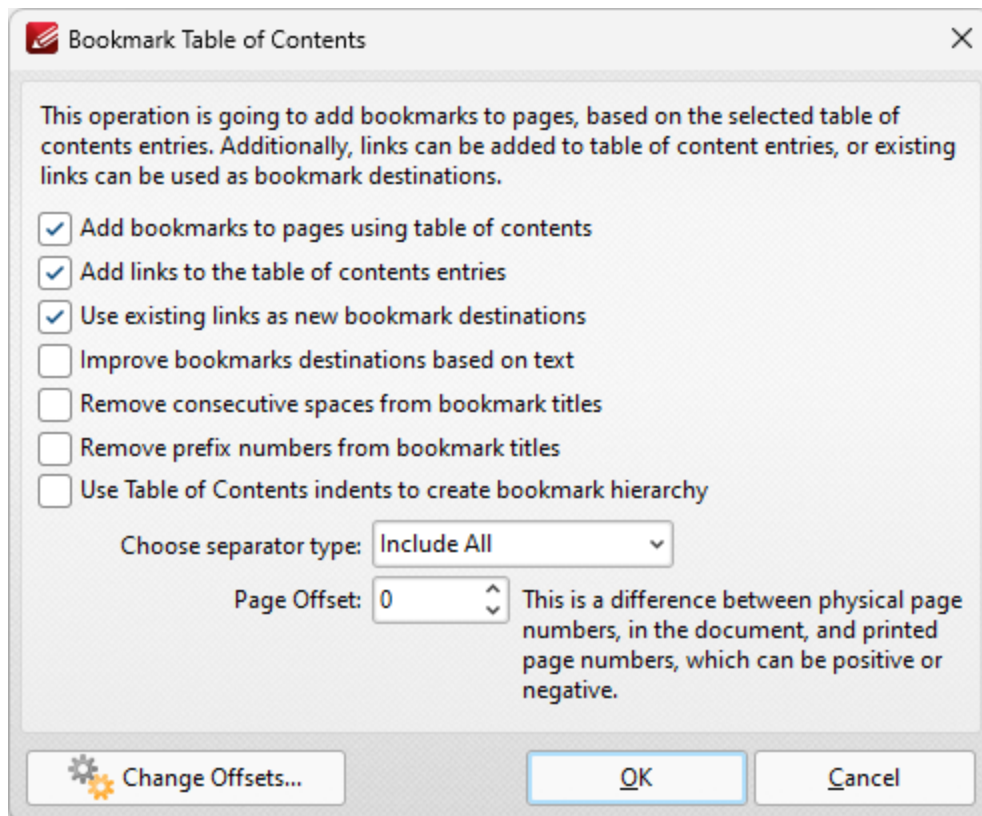 Bookmark Table of Contents
This operation is going to add bookmarks to pages, based on the selected table of
contents entries. Additionally, links can be added to table of content entries, or existing
links can be used as bookmark destinations.
Add bookmarks to pages using table of contents
Add links to the table of contents entries
Use existing links as new bookmark destinations
Improve bookmarks destinations based on text
Remove consecutive spaces from bookmark titles
Remove prefix numbers from bookmark titles
Use Table of Contents indents to create bookmark hierarchy
Choose separator type: Include All
Page Offset: 0
This is a difference between physical page
numbers, in the document, and printed
page numbers, which can be positive or
negative.
Change Offsets... OK Cancel